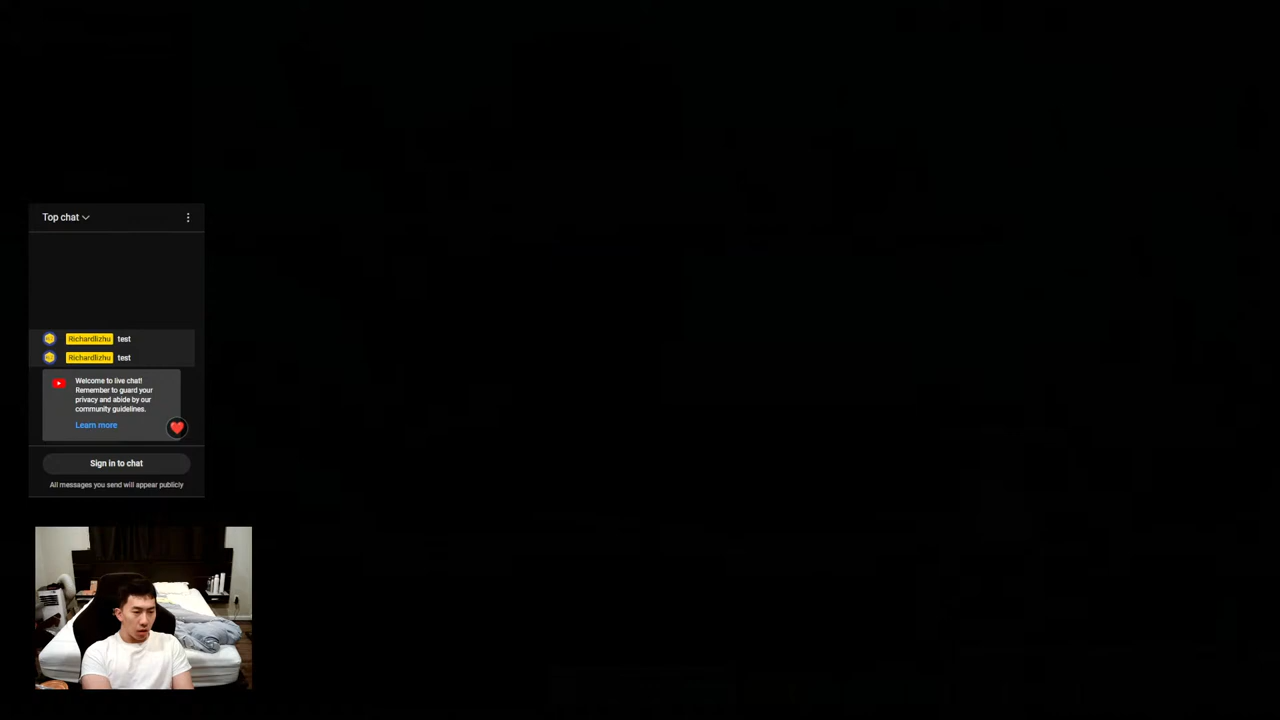 Top chat
Richardlizhu test
Richardlizhu test
Welcome to live chat!
Remember to guard your
privacy and abide by our
community guidelines.
Learn more
Sign in to chat
All messages you send will appear publicly